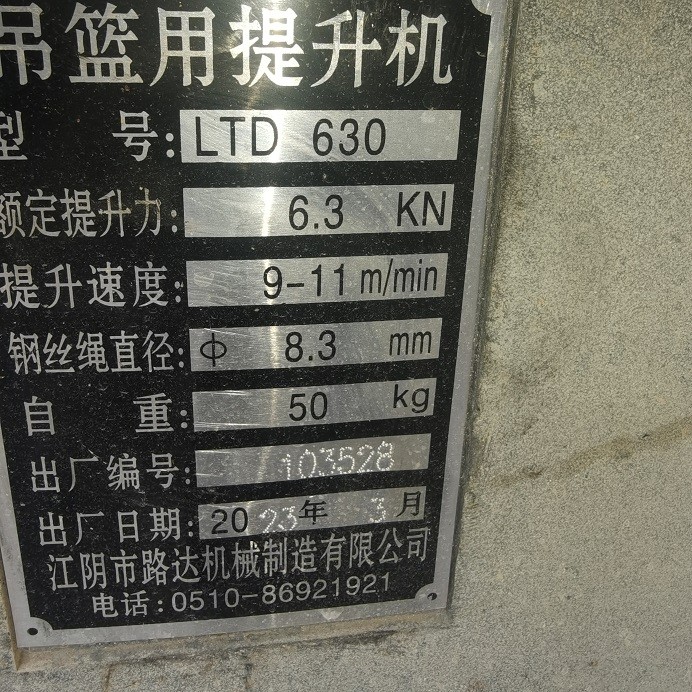 吊篮用提升机
型 号: LTD 630
额定提升力: 6.3 KN
提升速度: 9-11 m/min
钢丝绳直径: φ 8.3 mm
自 重: 50 kg
出厂编号: 103528
出厂日期: 2023年 3月
江阴市路达机械制造有限公司
电话:0510-86921921